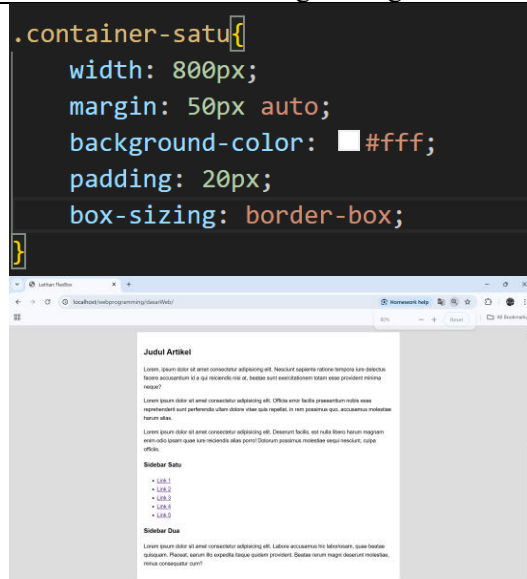 .container-satu{
width: 800px;
margin: 50px auto;
background-color: #fff;
padding: 20px;
box-sizing: border-box;
}
Latihan FlexBox
localhost/webprogramming/dasarWeb/
Homework help
80%
Reset
All Bookmarks
Judul Artikel
Lorem, ipsum dolor sit amet consectetur adipisicing elit. Nesciunt sapiente ratione tempora iure delectus
facere accusantium id a qui reiciendis nisi at, beatae sunt exercitationem totam esse provident minima
neque?
Lorem ipsum dolor sit amet consectetur adipisicing elit. Officia error facilis praesentium nobis esse
reprehenderit sunt perferendis ullam dolore vitae quis repellat, in rem possimus quo, accusamus molestiae
harum alias.
Lorem ipsum dolor sit amet consectetur adipisicing elit. Deserunt facilis, est nulla libero harum magnam
enim odio ipsam quae iure reiciendis alias porro! Dolorum possimus molestiae sequi nesciunt, culpa
officiis.
Sidebar Satu
Link 1
Link 2
Link 3
Link 4
Link 5
Sidebar Dua
Lorem ipsum dolor sit amet consectetur adipisicing elit. Labore accusamus hic laboriosam, quae beatae
quisquam. Placeat, earum illo expedita itaque quidem provident. Beatae rerum magni deserunt molestiae,
minus consequatur cum?